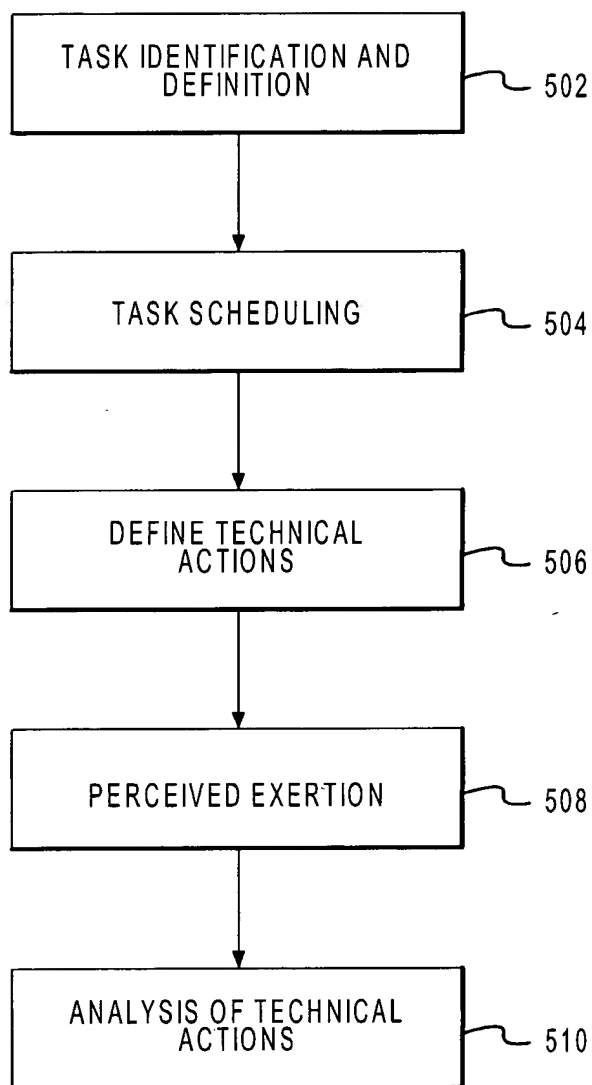 TASK IDENTIFICATION AND
DEFINITION
502
TASK SCHEDULING
504
DEFINE TECHNICAL
ACTIONS
506
PERCEIVED EXERTION
508
ANALYSIS OF TECHNICAL
ACTIONS
510